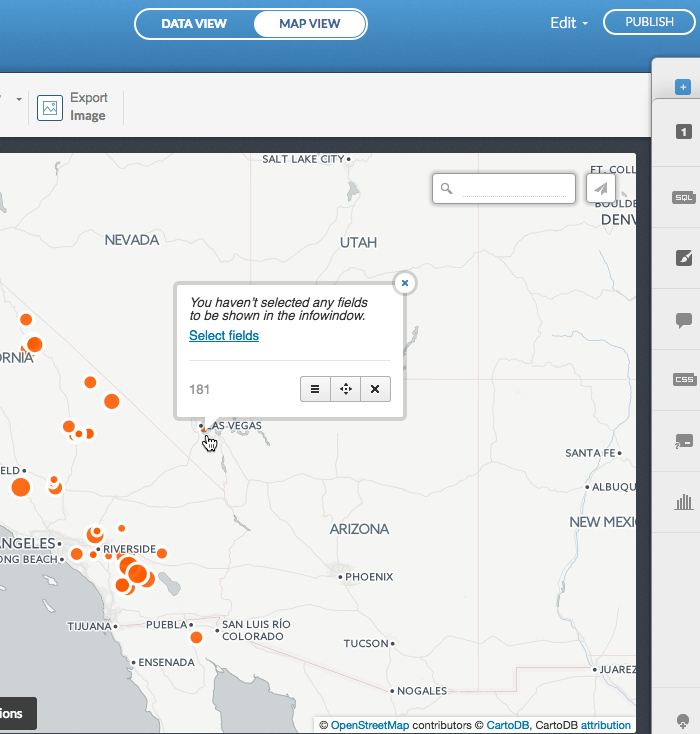 DATA VIEW
MAP VIEW
Edit
PUBLISH
Export
Image
1
SQL
CSS
SALT LAKE CITY
FT. COLL
BOULDE
DENV
NEVADA
UTAH
You haven't selected any fields
to be shown in the infowindow.
Select fields
181
ORNIA
LAS VEGAS
SANTA FE
ELD
ALBUQU
NEW MEXI
ARIZONA
ANGELES
RIVERSIDE
ONG BEACH
PHOENIX
TIJUANA
PUEBLA
SAN LUIS RÍO
COLORADO
TUCSON
ENSENADA
JUAREZ
NOGALES
ions
© OpenStreetMap contributors © CartoDB, CartoDB attribution